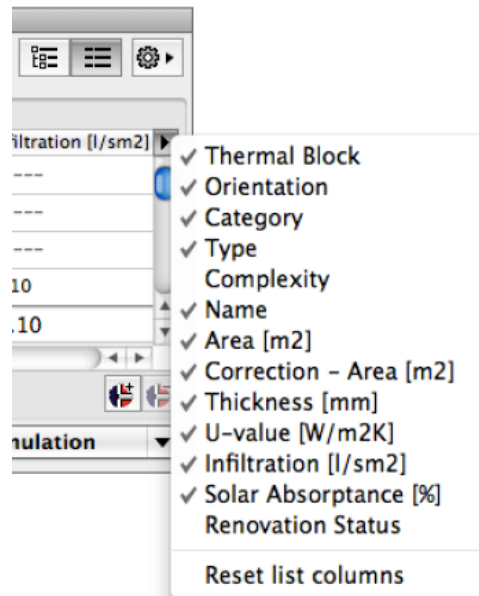 filtration [l/sm2]
---
---
---
10
.10
mulation
Thermal Block
Orientation
Category
Type
Complexity
Name
Area [m2]
Correction – Area [m2]
Thickness [mm]
U-value [W/m2K]
Infiltration [l/sm2]
Solar Absorptance [%]
Renovation Status
Reset list columns